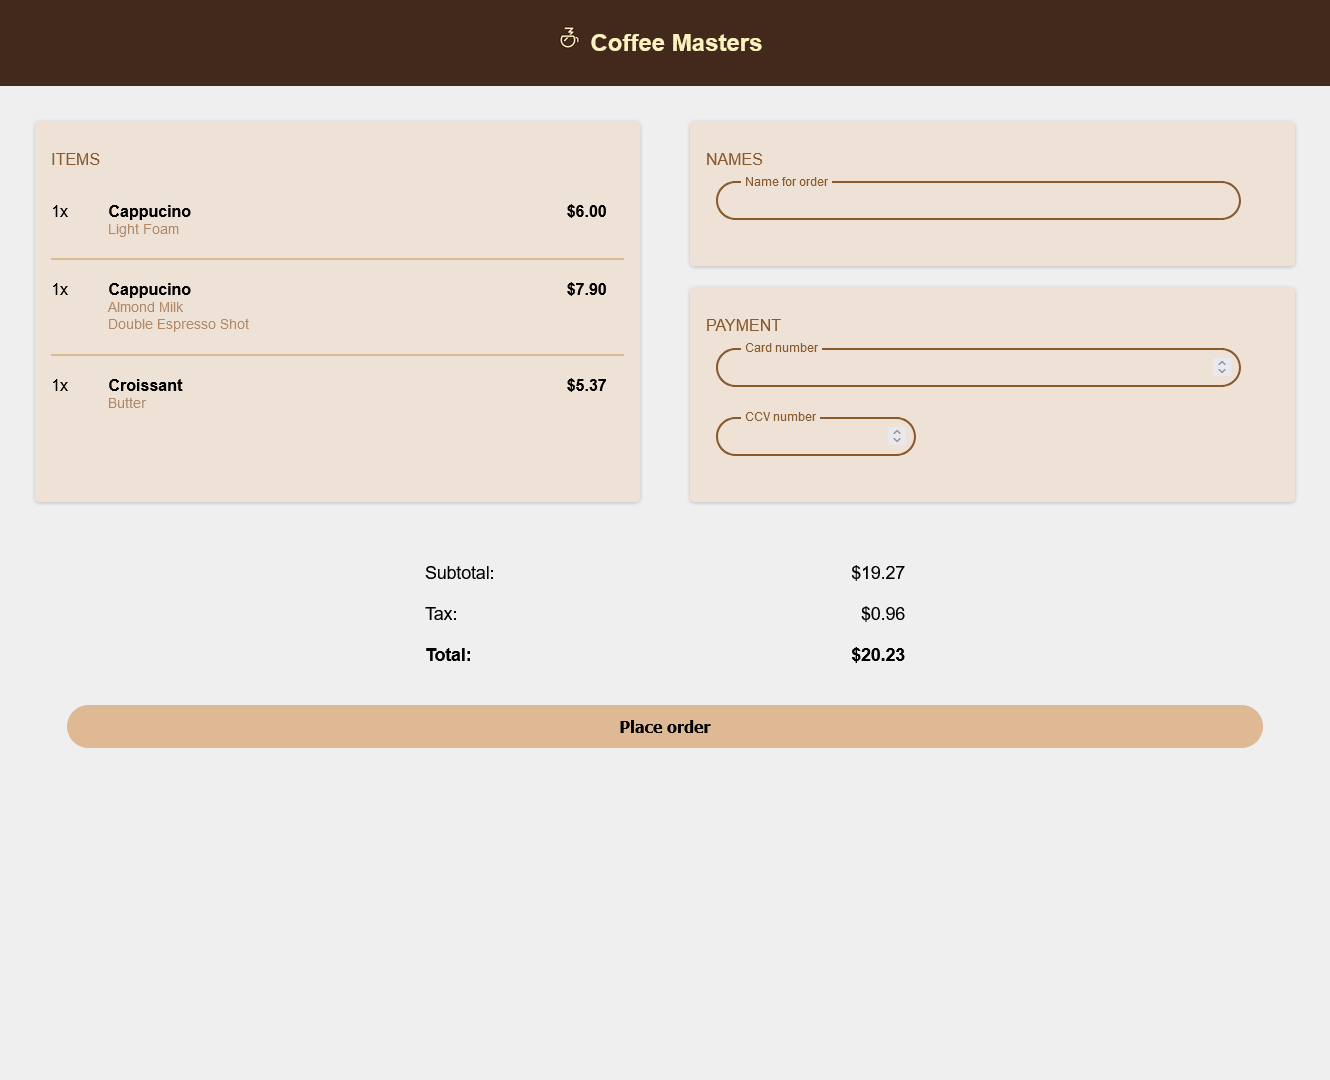 Coffee Masters
ITEMS
1x Cappucino $6.00
Light Foam
1x Cappucino $7.90
Almond Milk
Double Espresso Shot
1x Croissant $5.37
Butter
NAMES
Name for order
PAYMENT
Card number
CCV number
Subtotal: $19.27
Tax: $0.96
Total: $20.23
Place order